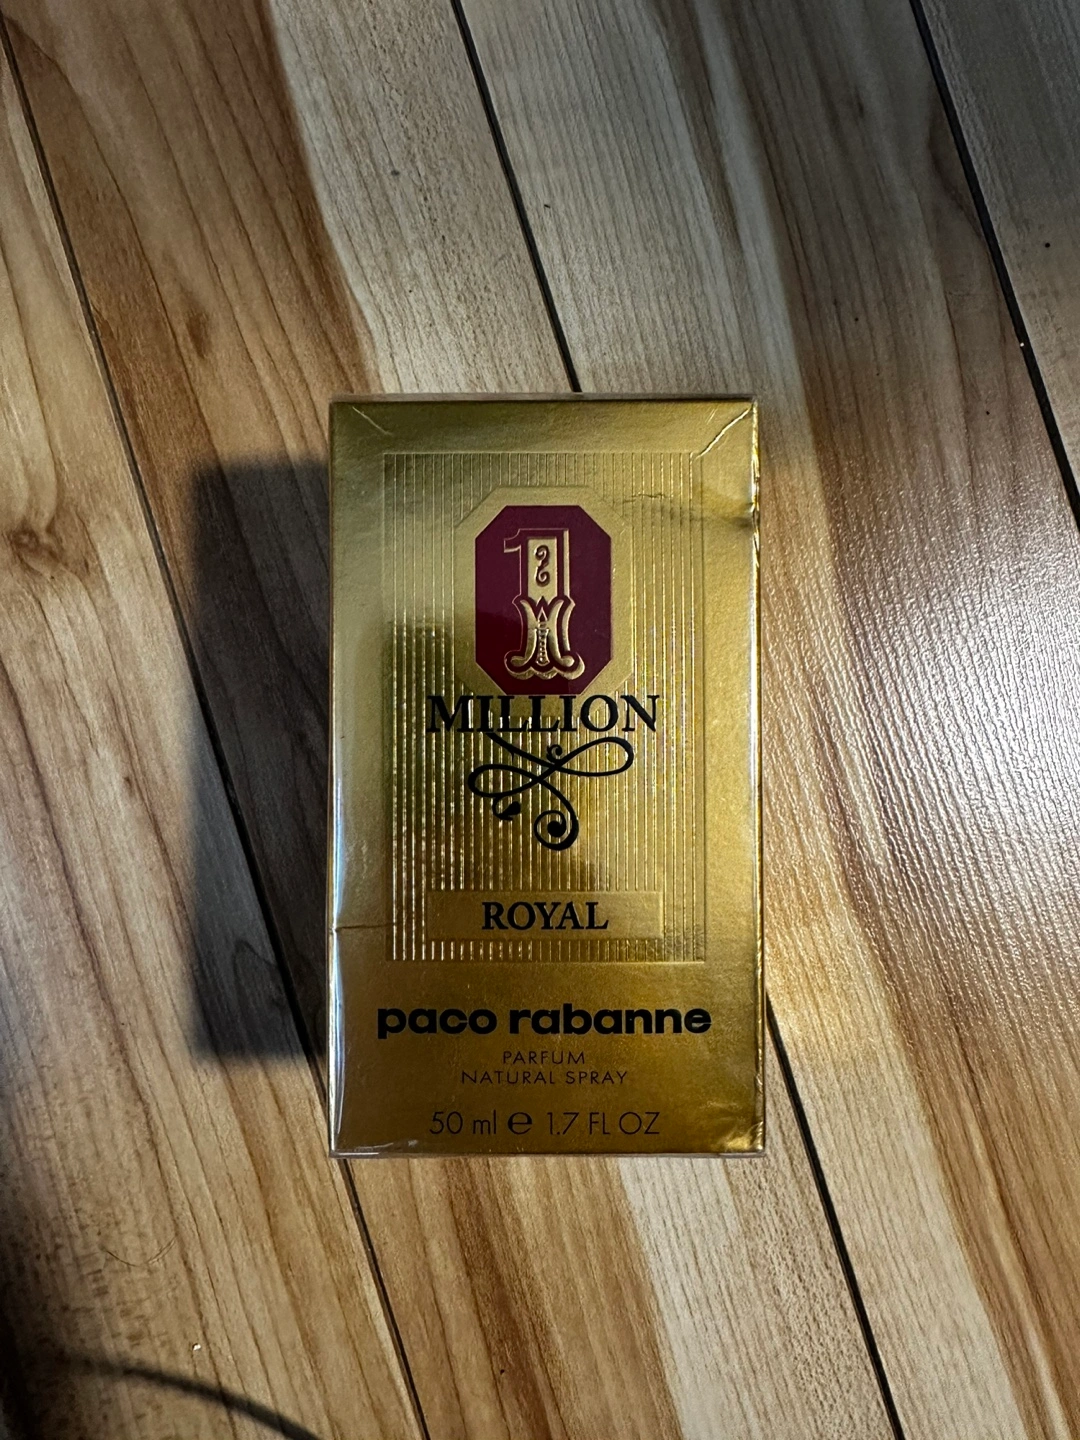 1
MILLION
ROYAL
paco rabanne
PARFUM
NATURAL SPRAY
50 ml ℮ 1.7 FL OZ